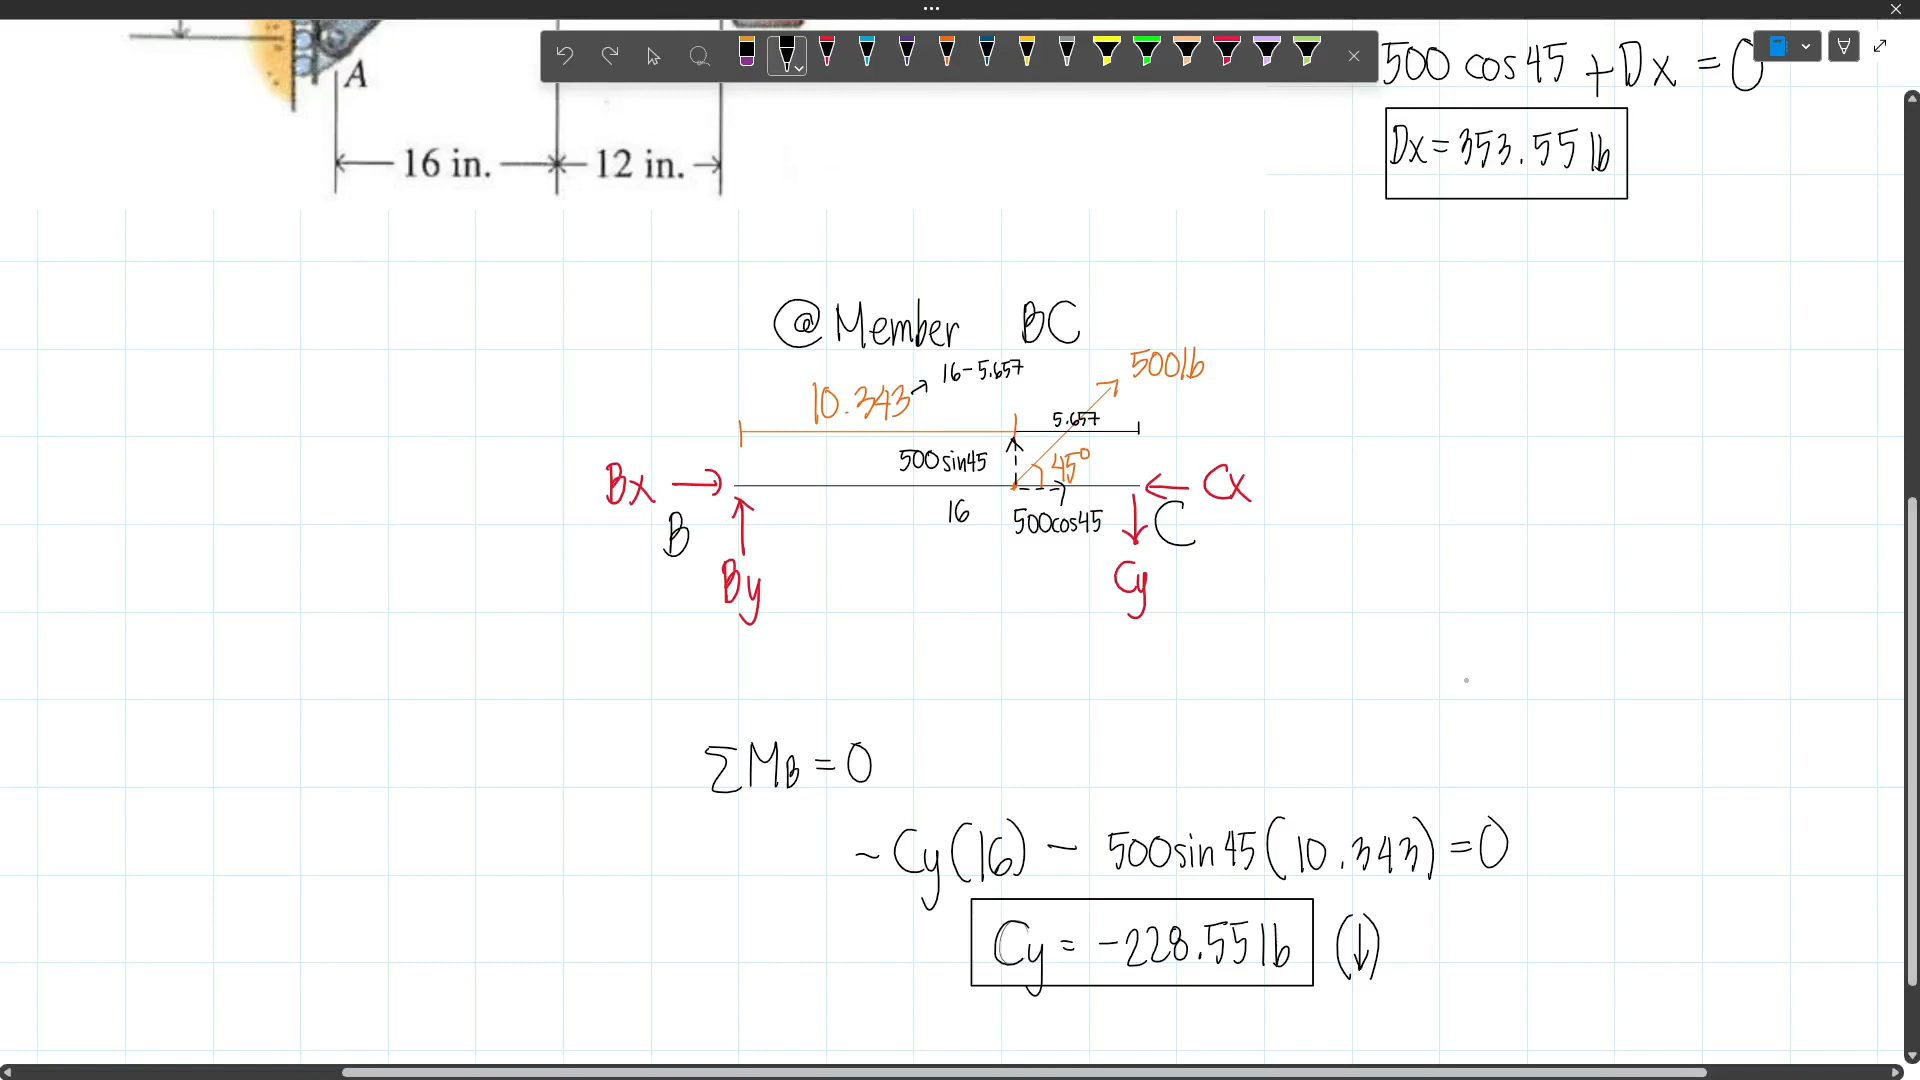 A
16 in.
12 in.
500 cos 45 + Dx = 0
Dx = 353.55 lb
@ Member BC
16 - 5.657
10.343
500lb
5.657
500 sin45
45°
Bx
Cx
B
16
500cos45
C
By
Cy
ΣMB = 0
~ Cy(16) - 500sin 45(10.343) = 0
Cy = -228.55 lb (↓)